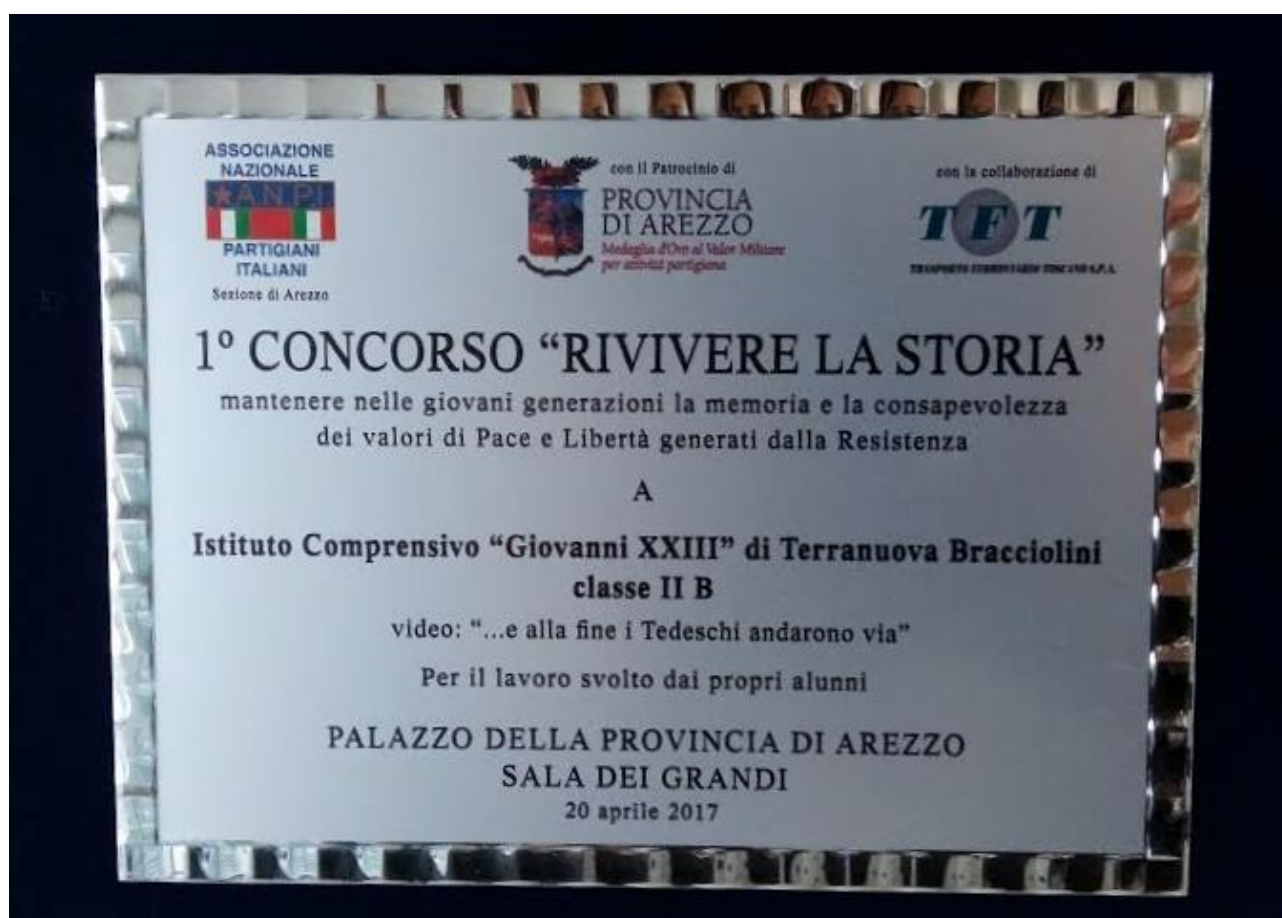 ASSOCIAZIONE
NAZIONALE
★A.N.P.I.
PARTIGIANI
ITALIANI
Sezione di Arezzo
con il Patrocinio di
PROVINCIA
DI AREZZO
Medaglia d'Oro al Valor Militare
per attività partigiana
con la collaborazione di
TFT
TRASPORTO FERROVIARIO TOSCANO S.P.A.
1º CONCORSO “RIVIVERE LA STORIA”
mantenere nelle giovani generazioni la memoria e la consapevolezza
dei valori di Pace e Libertà generati dalla Resistenza
A
Istituto Comprensivo “Giovanni XXIII” di Terranuova Bracciolini
classe II B
video: “...e alla fine i Tedeschi andarono via”
Per il lavoro svolto dai propri alunni
PALAZZO DELLA PROVINCIA DI AREZZO
SALA DEI GRANDI
20 aprile 2017